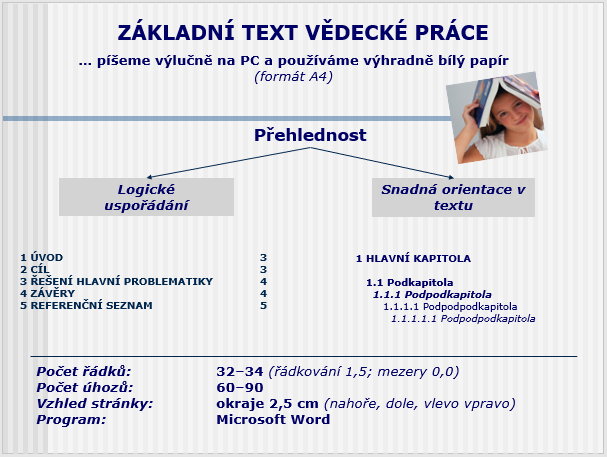 ZÁKLADNÍ TEXT VĚDECKÉ PRÁCE
... píšeme výlučně na PC a používáme výhradně bílý papír
(formát A4)
Přehlednost
Logické
uspořádání
Snadná orientace v
textu
1 ÚVOD 3
2 CÍL 3
3 ŘEŠENÍ HLAVNÍ PROBLEMATIKY 4
4 ZÁVĚRY 4
5 REFERENČNÍ SEZNAM 5
1 HLAVNÍ KAPITOLA
1.1 Podkapitola
1.1.1 Podpodkapitola
1.1.1.1 Podpodpodkapitola
1.1.1.1.1 Podpodpodkapitola
Počet řádků: 32–34 (řádkování 1,5; mezery 0,0)
Počet úhozů: 60–90
Vzhled stránky: okraje 2,5 cm (nahoře, dole, vlevo vpravo)
Program: Microsoft Word